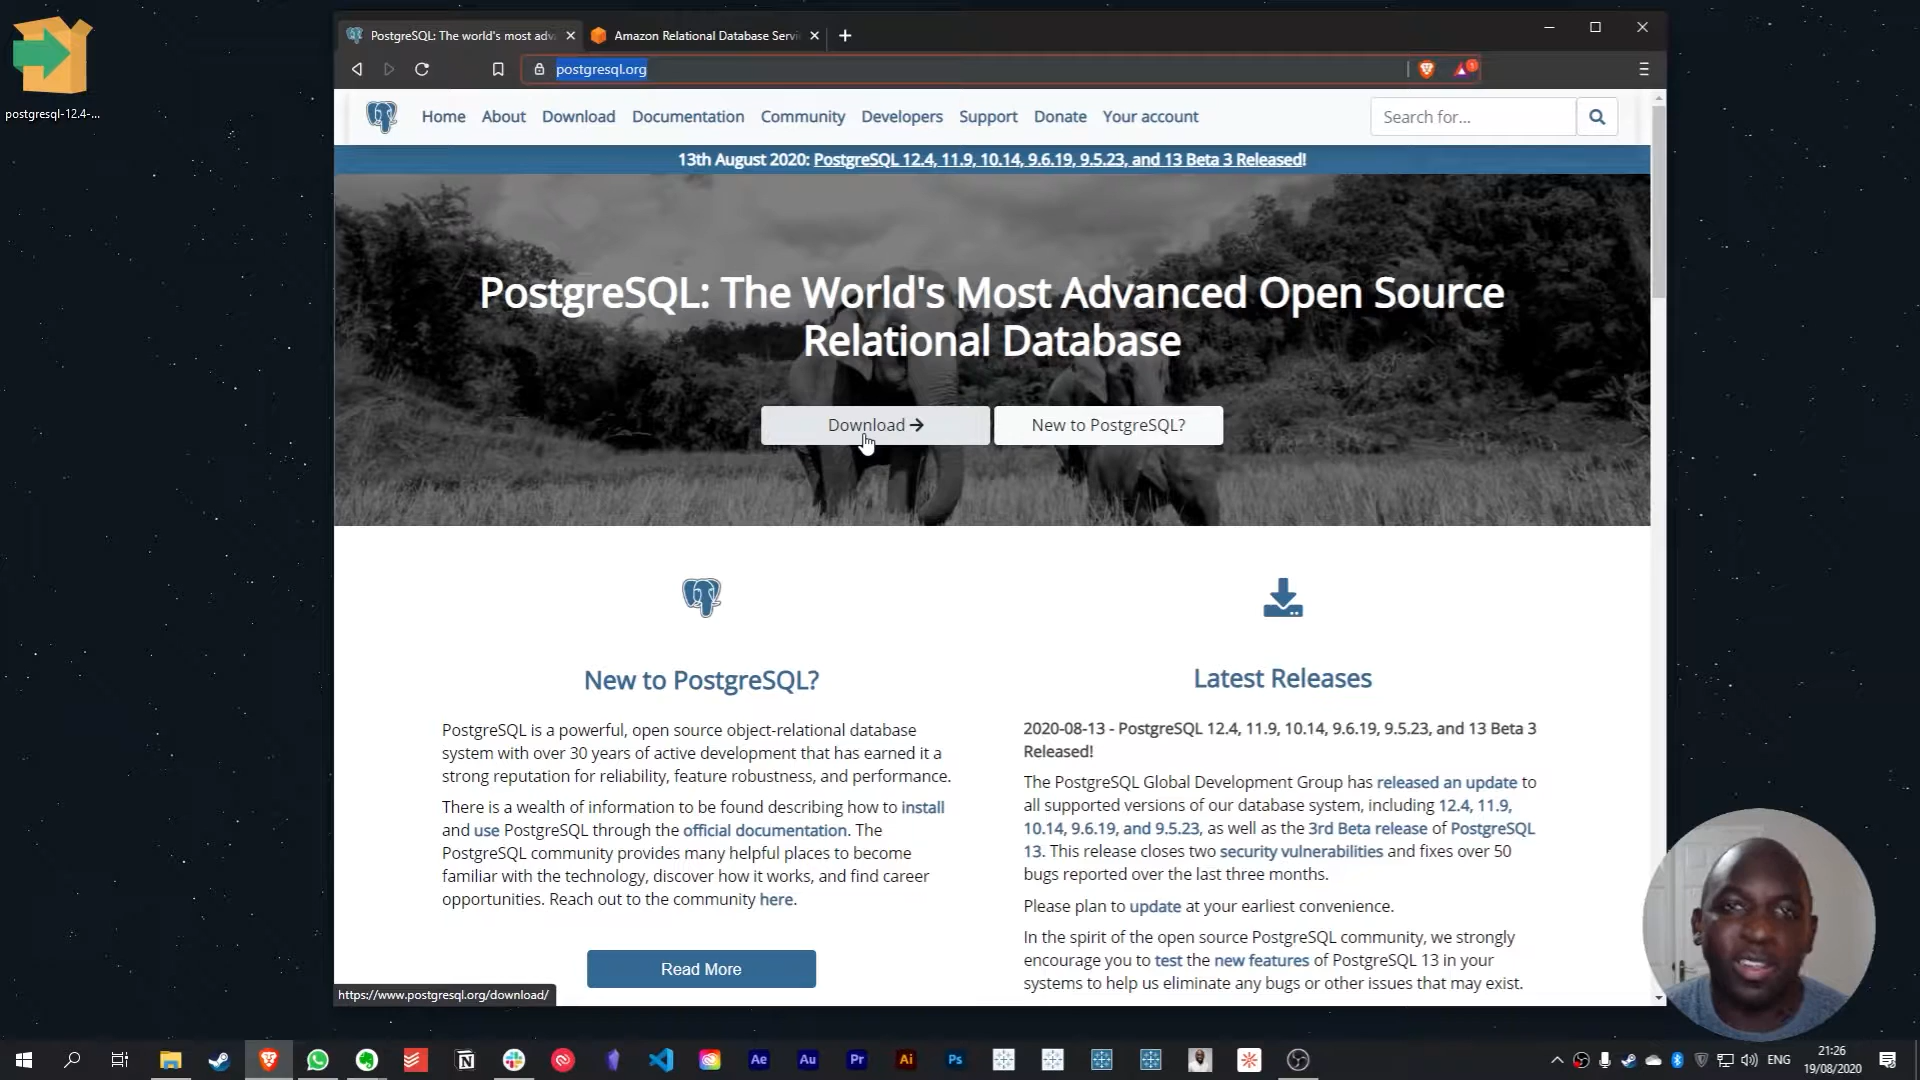 PostgreSQL: The world's most adv
Amazon Relational Database Servi
postgresql.org
1
postgresql-12.4-...
Home
About
Download
Documentation
Community
Developers
Support
Donate
Your account
Search for...
13th August 2020: PostgreSQL 12.4, 11.9, 10.14, 9.6.19, 9.5.23, and 13 Beta 3 Released!
PostgreSQL: The World's Most Advanced Open Source
Relational Database
Download
New to PostgreSQL?
New to PostgreSQL?
PostgreSQL is a powerful, open source object-relational database
system with over 30 years of active development that has earned it a
strong reputation for reliability, feature robustness, and performance.
There is a wealth of information to be found describing how to install
and use PostgreSQL through the official documentation. The
PostgreSQL community provides many helpful places to become
familiar with the technology, discover how it works, and find career
opportunities. Reach out to the community here.
Read More
Latest Releases
2020-08-13 - PostgreSQL 12.4, 11.9, 10.14, 9.6.19, 9.5.23, and 13 Beta 3
Released!
The PostgreSQL Global Development Group has released an update to
all supported versions of our database system, including 12.4, 11.9,
10.14, 9.6.19, and 9.5.23, as well as the 3rd Beta release of PostgreSQL
13. This release closes two security vulnerabilities and fixes over 50
bugs reported over the last three months.
Please plan to update at your earliest convenience.
In the spirit of the open source PostgreSQL community, we strongly
encourage you to test the new features of PostgreSQL 13 in your
systems to help us eliminate any bugs or other issues that may exist.
https://www.postgresql.org/download/
Ae
Au
Pr
Ai
Ps
ENG
21:26
19/08/2020